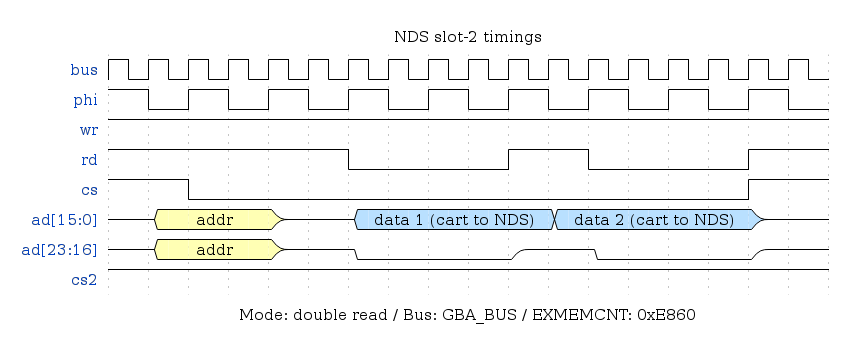 NDS slot-2 timings
bus
phi
wr
rd
cs
ad[15:0] addr data 1 (cart to NDS) data 2 (cart to NDS)
ad[23:16] addr
cs2
Mode: double read / Bus: GBA_BUS / EXMEMCNT: 0xE860